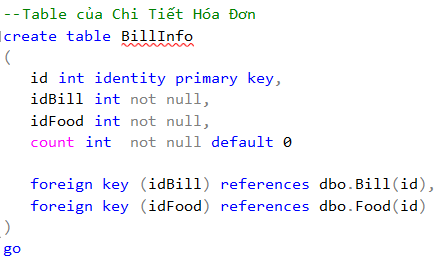 --Table của Chi Tiết Hóa Đơn
create table BillInfo
(
id int identity primary key,
idBill int not null,
idFood int not null,
count int  not null default 0
foreign key (idBill) references dbo.Bill(id),
foreign key (idFood) references dbo.Food(id)
)
go